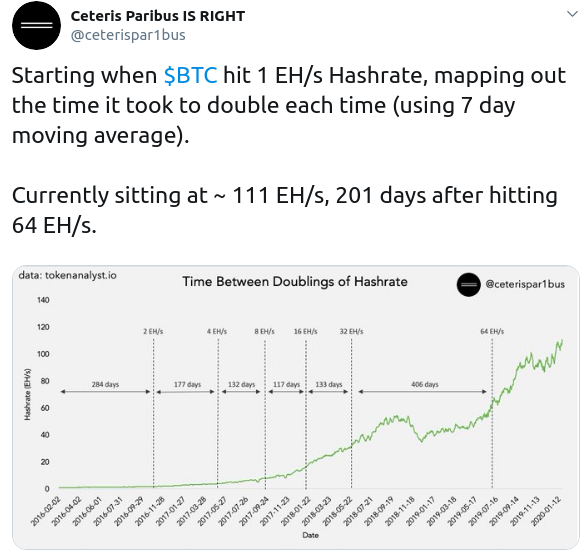 Ceteris Paribus IS RIGHT
@ceterispar1bus
Starting when $BTC hit 1 EH/s Hashrate, mapping out
the time it took to double each time (using 7 day
moving average).
Currently sitting at ~ 111 EH/s, 201 days after hitting
64 EH/s.
data: tokenanalyst.io
Time Between Doublings of Hashrate
@ceterispar1bus
140
120
100
80
60
40
20
0
Hashrate (EH/s)
2 EH/s
4 EH/s
8 EH/s
16 EH/s
32 EH/s
64 EH/s
284 days
177 days
132 days
117 days
133 days
406 days
2016-02-02
2016-04-02
2016-06-01
2016-07-31
2016-09-29
2016-11-28
2017-01-27
2017-03-28
2017-05-27
2017-07-26
2017-09-24
2017-11-23
2018-01-22
2018-03-23
2018-05-22
2018-07-21
2018-09-19
2018-11-18
2019-01-17
2019-03-18
2019-05-17
2019-07-16
2019-09-14
2019-11-13
2020-01-12
Date